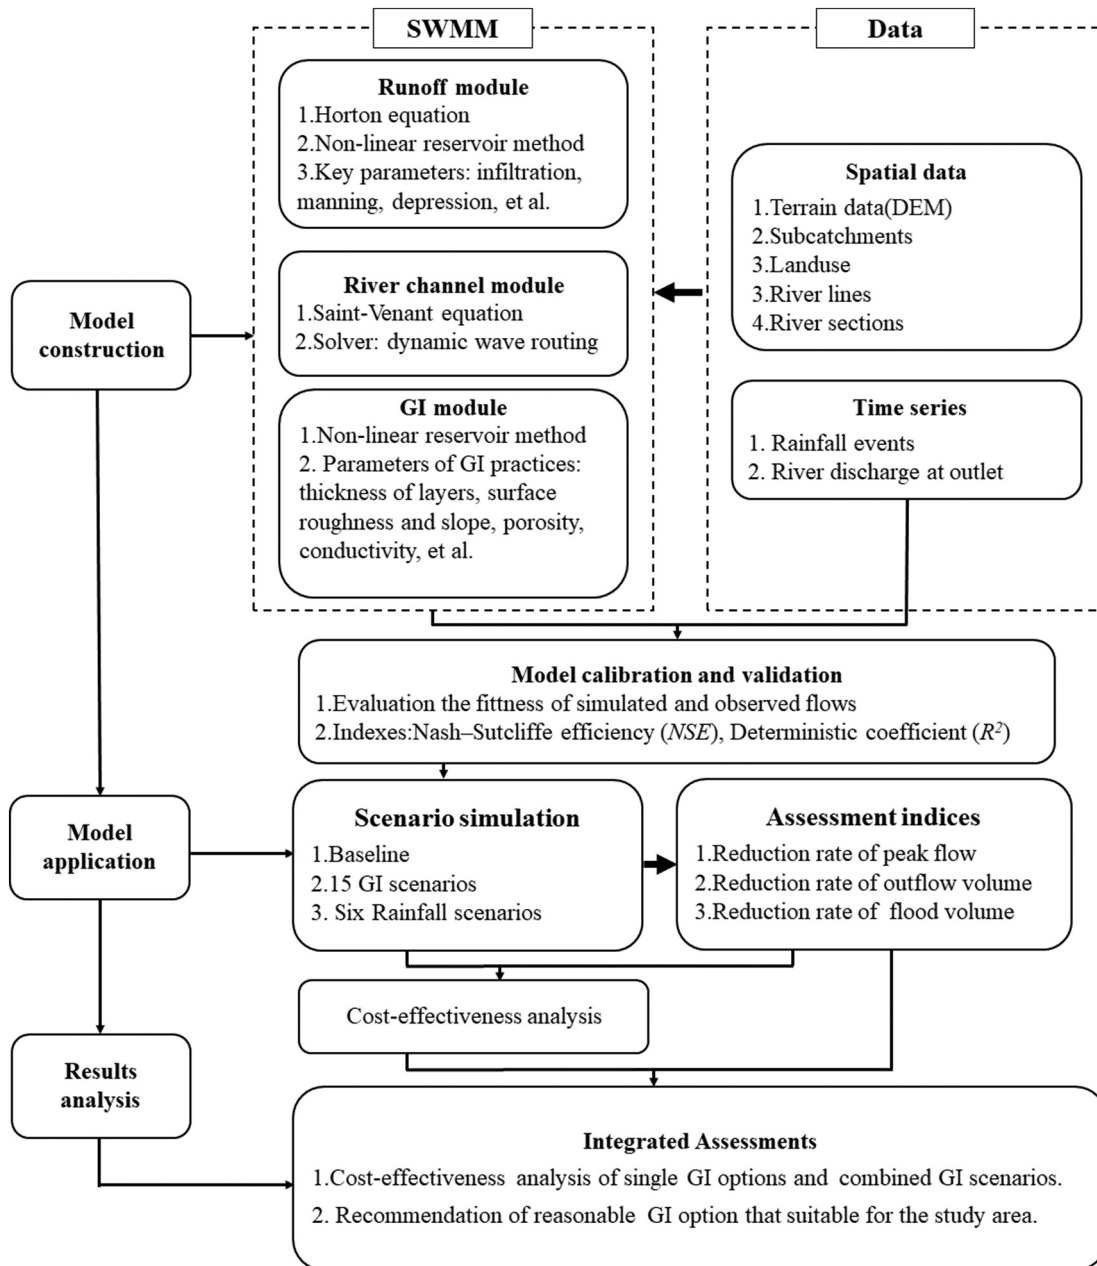 SWMM
Runoff module
1.Horton equation
2.Non-linear reservoir method
3.Key parameters: infiltration,
manning, depression, et al.
River channel module
1.Saint-Venant equation
2.Solver: dynamic wave routing
GI module
1.Non-linear reservoir method
2. Parameters of GI practices:
thickness of layers, surface
roughness and slope, porosity,
conductivity, et al.
Data
Spatial data
1.Terrain data(DEM)
2.Subcatchments
3.Landuse
3.River lines
4.River sections
Time series
1. Rainfall events
2. River discharge at outlet
Model
construction
Model calibration and validation
1.Evaluation the fittness of simulated and observed flows
2.Indexes:Nash–Sutcliffe efficiency (NSE), Deterministic coefficient (R²)
Model
application
Scenario simulation
1.Baseline
2.15 GI scenarios
3. Six Rainfall scenarios
Assessment indices
1.Reduction rate of peak flow
2.Reduction rate of outflow volume
3.Reduction rate of flood volume
Cost-effectiveness analysis
Results
analysis
Integrated Assessments
1.Cost-effectiveness analysis of single GI options and combined GI scenarios.
2. Recommendation of reasonable GI option that suitable for the study area.